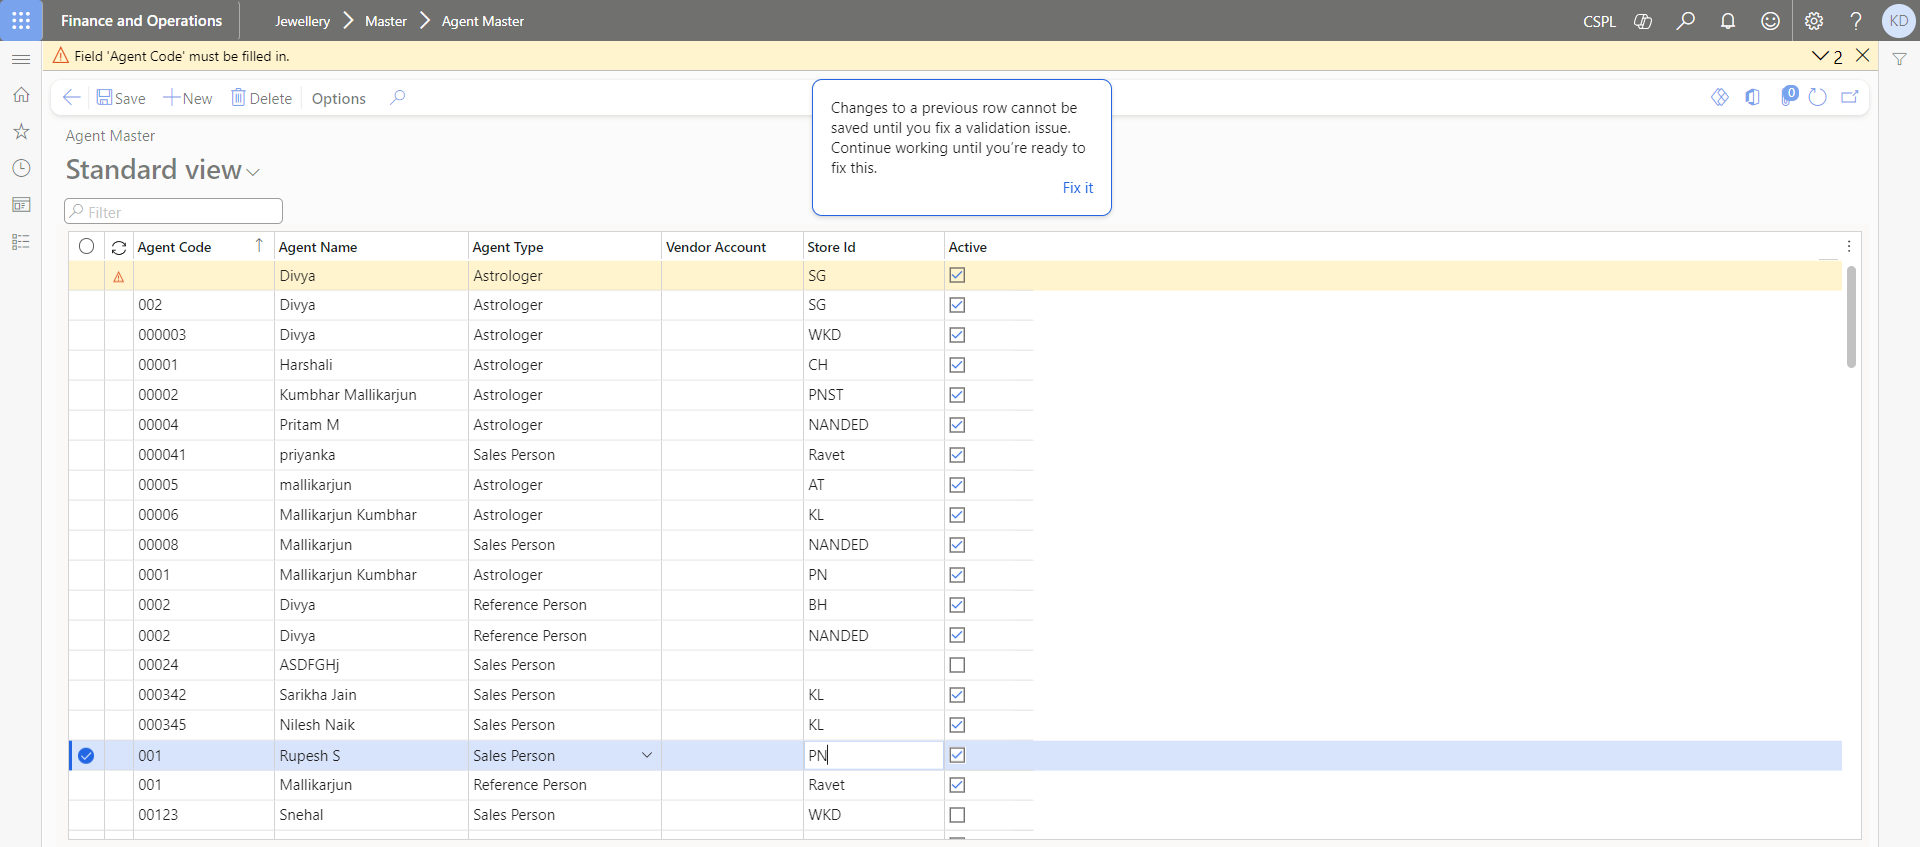 Finance and Operations Jewellery Master Agent Master CSPL KD
Field 'Agent Code' must be filled in. 2
Save New Delete Options 0
Changes to a previous row cannot be
saved until you fix a validation issue.
Continue working until you're ready to
fix this.
Fix it
Agent Master
Standard view
Filter
Agent Code Agent Name Agent Type Vendor Account Store Id Active
Divya Astrologer SG
002 Divya Astrologer SG
000003 Divya Astrologer WKD
00001 Harshali Astrologer CH
00002 Kumbhar Mallikarjun Astrologer PNST
00004 Pritam M Astrologer NANDED
000041 priyanka Sales Person Ravet
00005 mallikarjun Astrologer AT
00006 Mallikarjun Kumbhar Astrologer KL
00008 Mallikarjun Sales Person NANDED
0001 Mallikarjun Kumbhar Astrologer PN
0002 Divya Reference Person BH
0002 Divya Reference Person NANDED
00024 ASDFGHj Sales Person
000342 Sarikha Jain Sales Person KL
000345 Nilesh Naik Sales Person KL
001 Rupesh S Sales Person PN
001 Mallikarjun Reference Person Ravet
00123 Snehal Sales Person WKD